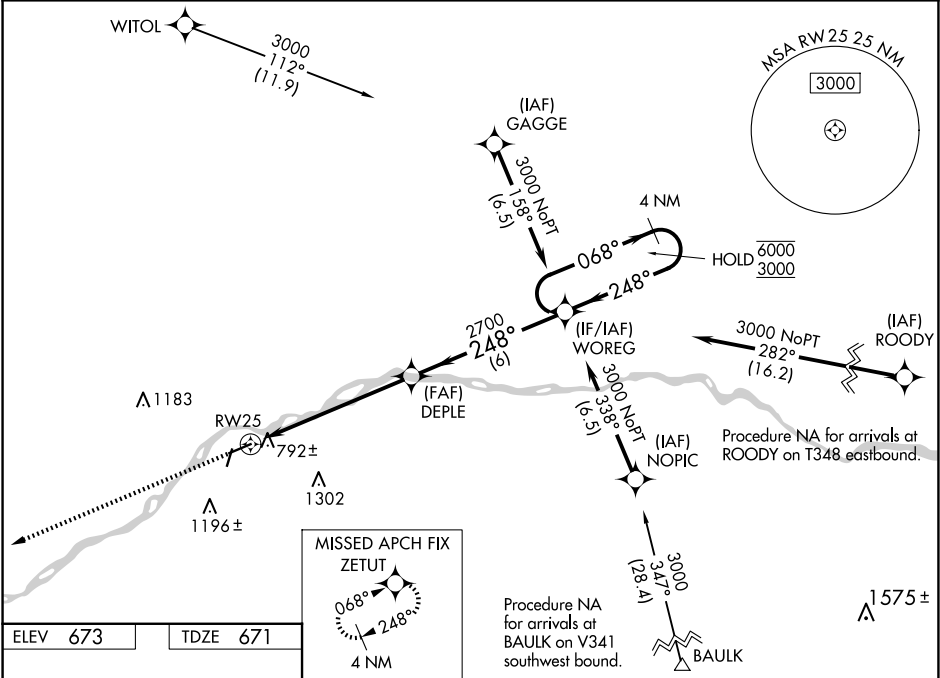 WITOL
3000
112°
(11.9)
MSA RW25 25 NM
3000
(IAF)
GAGGE
3000 NoPT
158°
(6.5)
4 NM
068°
248°
HOLD 6000
3000
2700
248°
(6)
(IF/IAF)
WOREG
3000 NoPT
282°
(16.2)
(IAF)
ROODY
(FAF)
DEPLE
3000 NoPT
338°
(6.5)
(IAF)
NOPIC
Procedure NA for arrivals at
ROODY on T348 eastbound.
1183
RW25
792±
1302
1196±
MISSED APCH FIX
ZETUT
068°
248°
4 NM
3000
347°
(28.4)
BAULK
Procedure NA
for arrivals at
BAULK on V341
southwest bound.
1575±
ELEV 673
TDZE 671